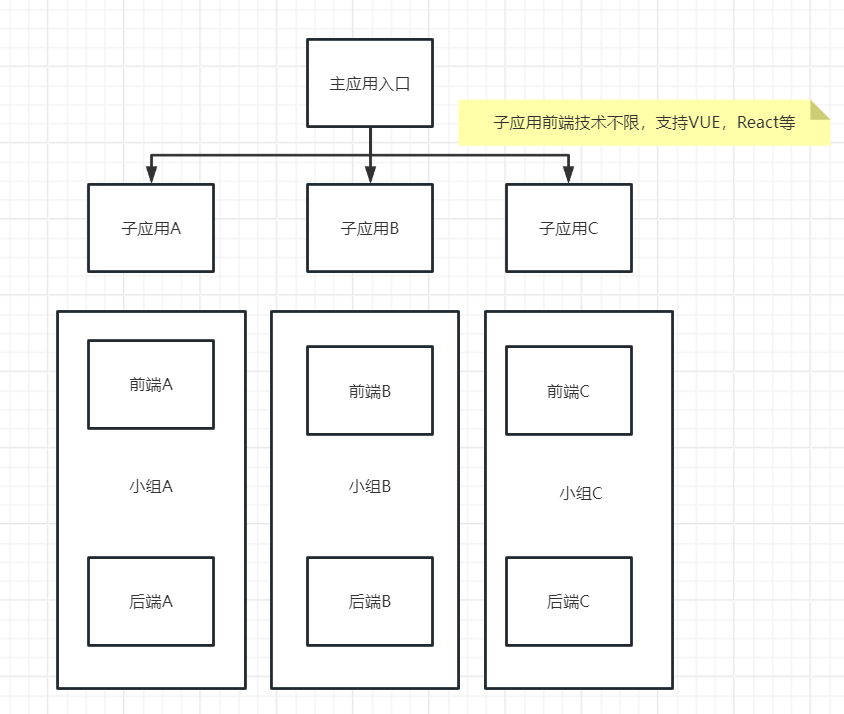 主应用入口
子应用前端技术不限，支持VUE，React等
子应用A
子应用B
子应用C
前端A
前端B
前端C
小组A
小组B
小组C
后端A
后端B
后端C